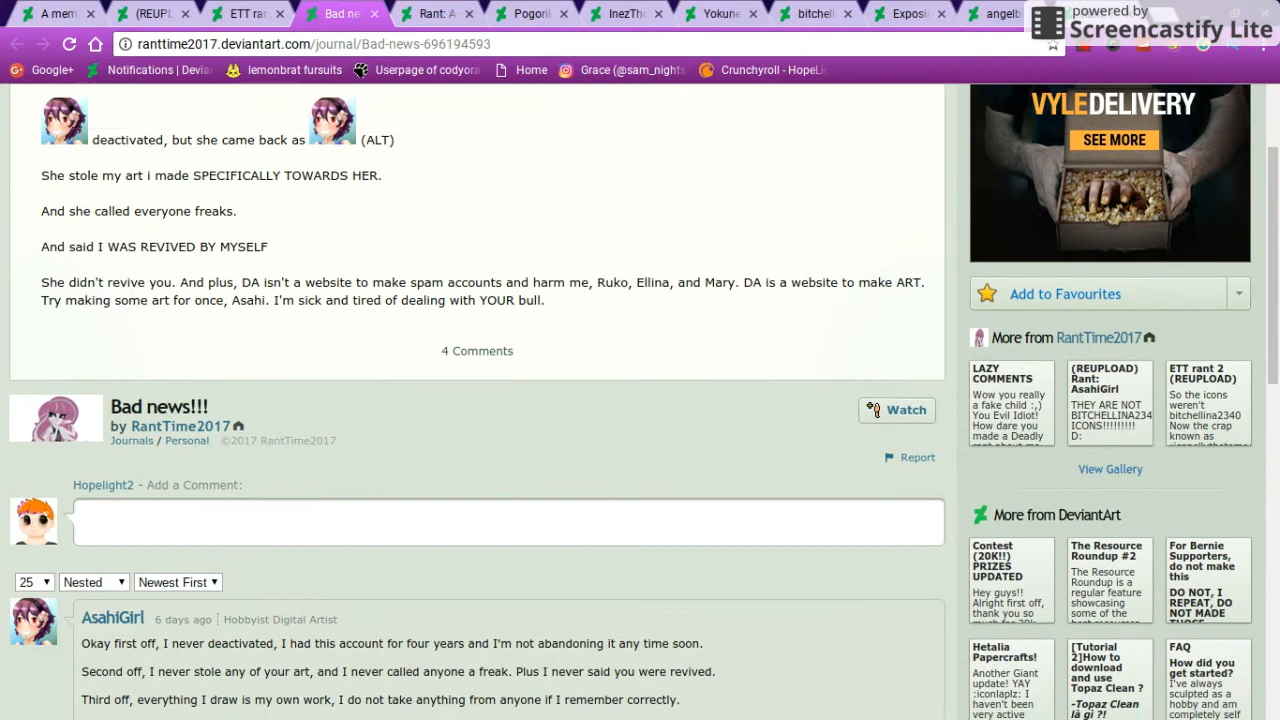 A mem
(REUPL
ETT ran
Bad ne
Rant: A
Pogorik
InezTho
Yokune
bitchell
Exposi
angelb
powered by
Screencastify Lite
ranttime2017.deviantart.com/journal/Bad-news-696194593
Google+
Notifications | Devia
lemonbrat fursuits
Userpage of codyora
Home
Grace (@sam_nights
Crunchyroll - HopeLi
deactivated, but she came back as (ALT)
She stole my art i made SPECIFICALLY TOWARDS HER.
And she called everyone freaks.
And said I WAS REVIVED BY MYSELF
She didn't revive you. And plus, DA isn't a website to make spam accounts and harm me, Ruko, Ellina, and Mary. DA is a website to make ART.
Try making some art for once, Asahi. I'm sick and tired of dealing with YOUR bull.
4 Comments
Bad news!!!
by RantTime2017
Journals / Personal ©2017 RantTime2017
Watch
Report
Hopelight2 - Add a Comment:
25
Nested
Newest First
AsahiGirl 6 days ago Hobbyist Digital Artist
Okay first off, I never deactivated, I had this account for four years and I'm not abandoning it any time soon.
Second off, I never stole any of your art, and I never called anyone a freak. Plus I never said you were revived.
Third off, everything I draw is my own work, I do not take anything from anyone if I remember correctly.
VYLEDELIVERY
SEE MORE
Add to Favourites
More from RantTime2017
LAZY
COMMENTS
Wow you really
a fake child :,)
You Evil Idiot!
How dare you
made a Deadly
(REUPLOAD)
Rant:
AsahiGirl
THEY ARE NOT
BITCHELLINA234
ICONS!!!!!!!!!
D:
ETT rant 2
(REUPLOAD)
So the icons
weren't
bitchellina2340
Now the crap
known as
View Gallery
More from DeviantArt
Contest
(20K!!)
PRIZES
UPDATED
Hey guys!!
Alright first off,
thank you so
The Resource
Roundup #2
The Resource
Roundup is a
regular feature
showcasing
some of the
For Bernie
Supporters,
do not make
this
DO NOT, I
REPEAT, DO
NOT MADE
THOSE
Hetalia
Papercrafts!
Another Giant
update! YAY
:iconlaplz: I
haven't been
very active
[Tutorial
2]How to
download
and use
Topaz Clean ?
-Topaz Clean
là gì ?!
FAQ
How did you
get started?
I've always
sculpted as a
hobby and am
completely self